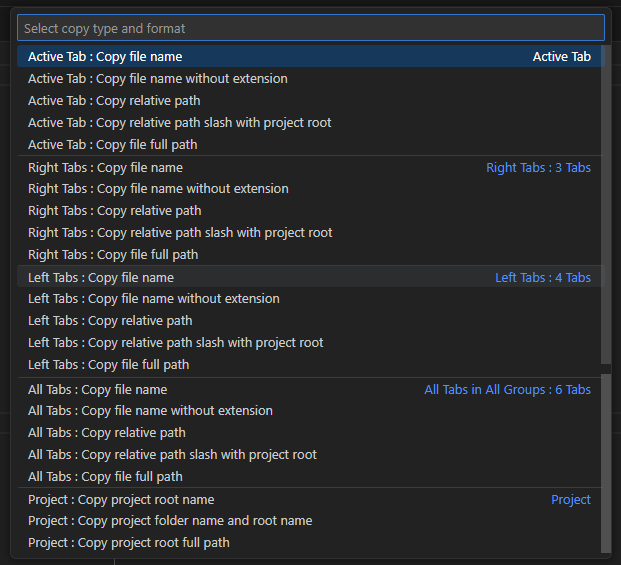 Select copy type and format
Active Tab : Copy file name Active Tab
Active Tab : Copy file name without extension
Active Tab : Copy relative path
Active Tab : Copy relative path slash with project root
Active Tab : Copy file full path
Right Tabs : Copy file name Right Tabs : 3 Tabs
Right Tabs : Copy file name without extension
Right Tabs : Copy relative path
Right Tabs : Copy relative path slash with project root
Right Tabs : Copy file full path
Left Tabs : Copy file name Left Tabs : 4 Tabs
Left Tabs : Copy file name without extension
Left Tabs : Copy relative path
Left Tabs : Copy relative path slash with project root
Left Tabs : Copy file full path
All Tabs : Copy file name All Tabs in All Groups : 6 Tabs
All Tabs : Copy file name without extension
All Tabs : Copy relative path
All Tabs : Copy relative path slash with project root
All Tabs : Copy file full path
Project : Copy project root name Project
Project : Copy project folder name and root name
Project : Copy project root full path